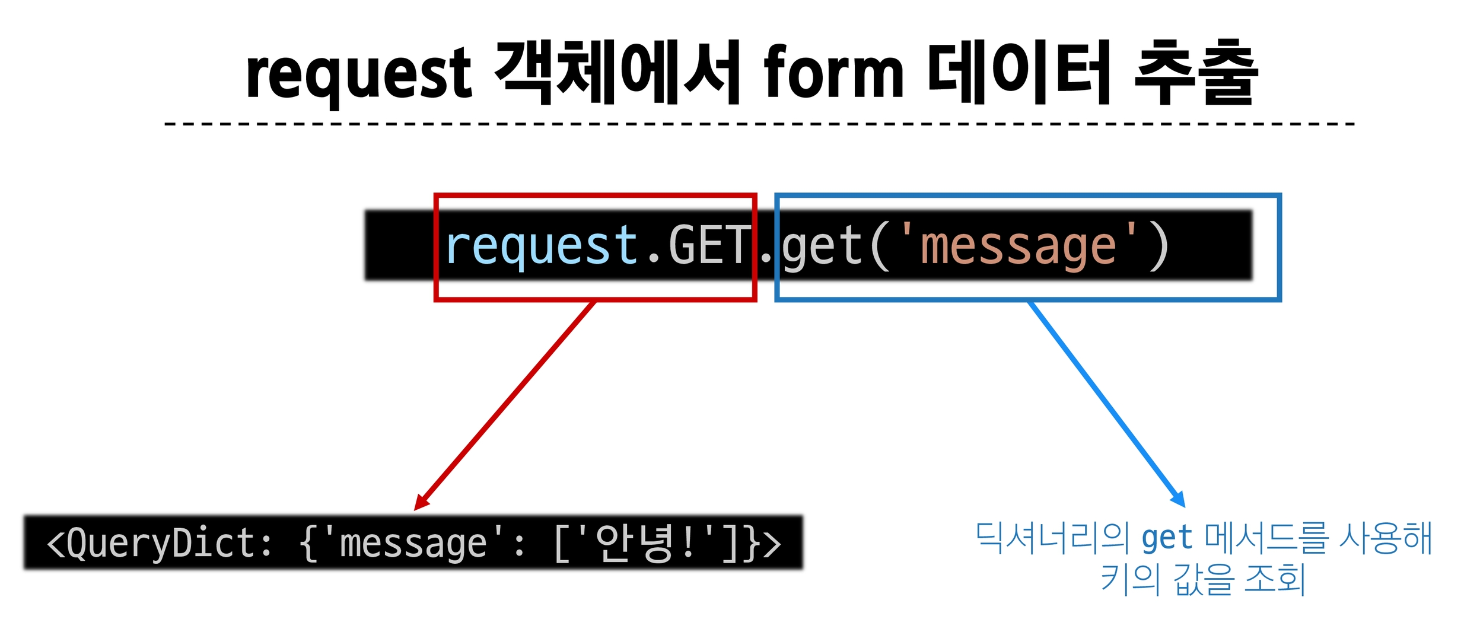 request 객체에서 form 데이터 추출
request.GET.get('message')
<QueryDict: {'message': ['안녕!']}>
딕셔너리의 get 메서드를 사용해
키의 값을 조회